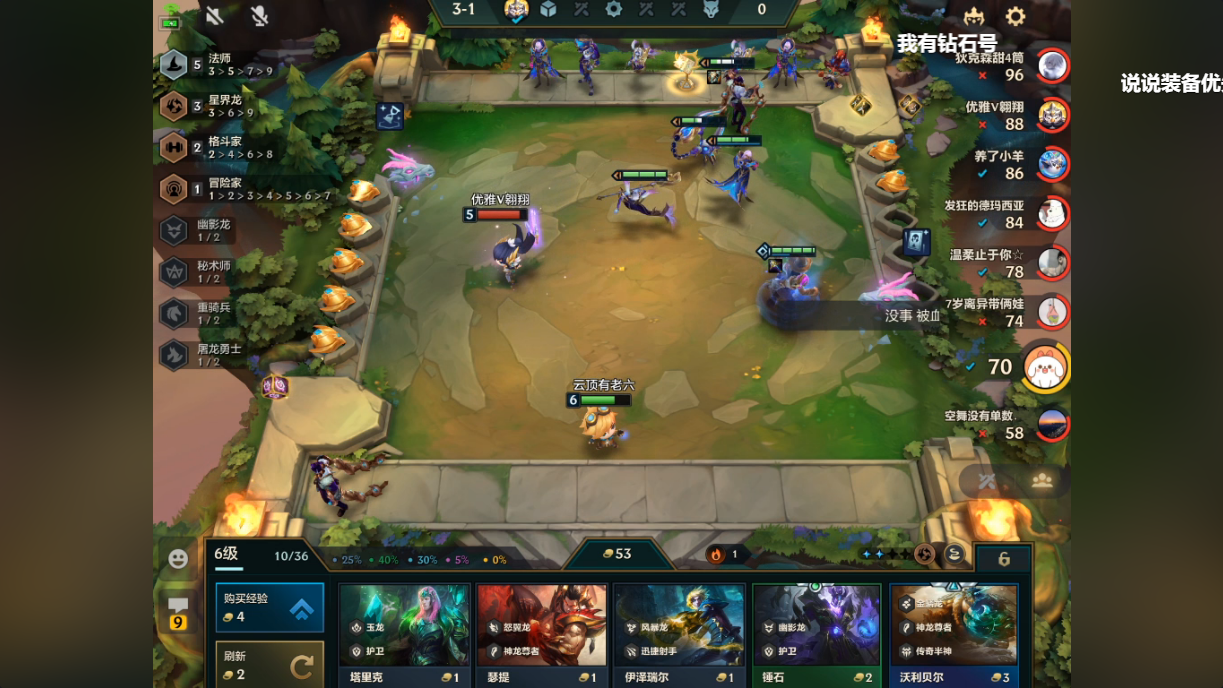 3-1
0
我有钻石号
说说装备优
5
法师
3 > 5 > 7 > 9
3
星界龙
3 > 6 > 9
2
格斗家
2 > 4 > 6 > 8
1
冒险家
1 > 2 > 3 > 4 > 5 > 6 > 7
幽影龙
1 / 2
秘术师
1 / 2
重骑兵
1 / 2
屠龙勇士
1 / 2
狄克森甜4筒
96
优雅V翱翔
88
养了小羊
86
发狂的德玛西亚
84
温柔止于你☆
78
7岁离异带俩娃
74
70
空舞没有单数.
58
优雅V翱翔
5
没事 被血
云顶有老六
6
6级
10/36
25%
40%
30%
5%
0%
53
1
6
购买经验
4
刷新
2
9
玉龙
护卫
塔里克
1
怒翼龙
神龙尊者
瑟提
1
风暴龙
迅捷射手
伊泽瑞尔
1
幽影龙
护卫
锤石
2
金鳞龙
神龙尊者
传奇半神
沃利贝尔
3